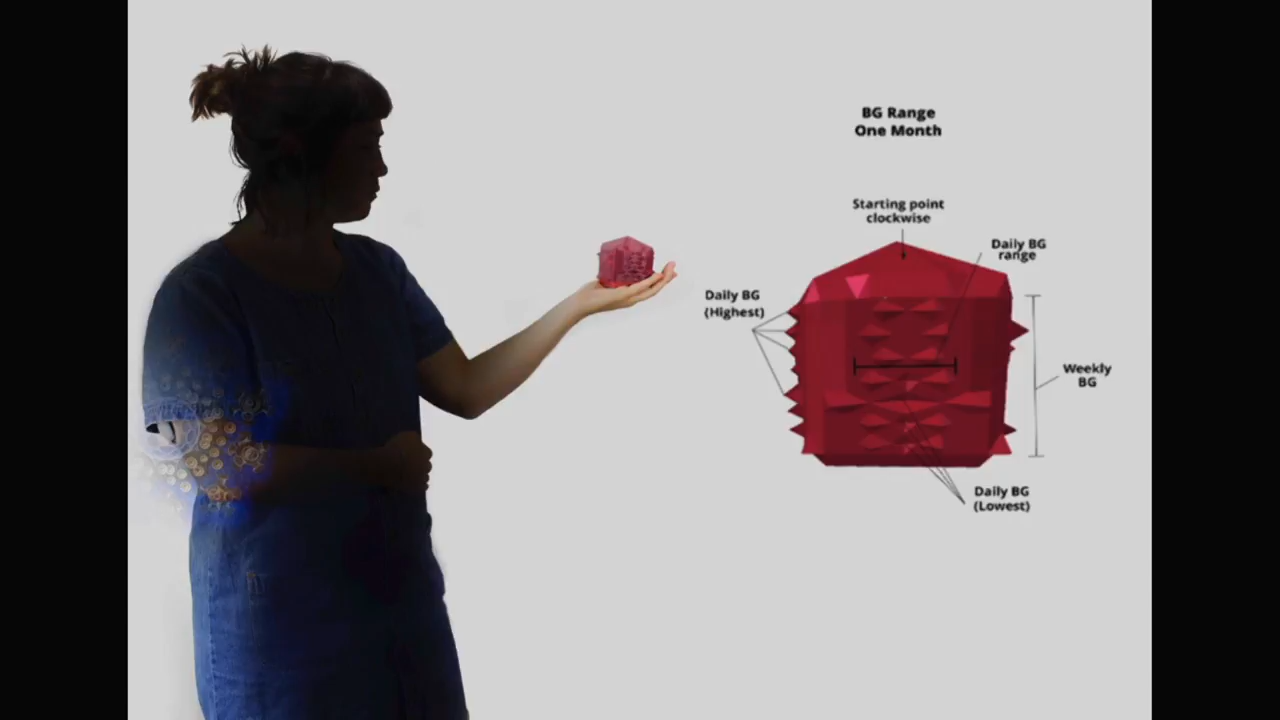 BG Range
One Month
Starting point
clockwise
Daily BG
range
Daily BG
(Highest)
Weekly
BG
Daily BG
(Lowest)